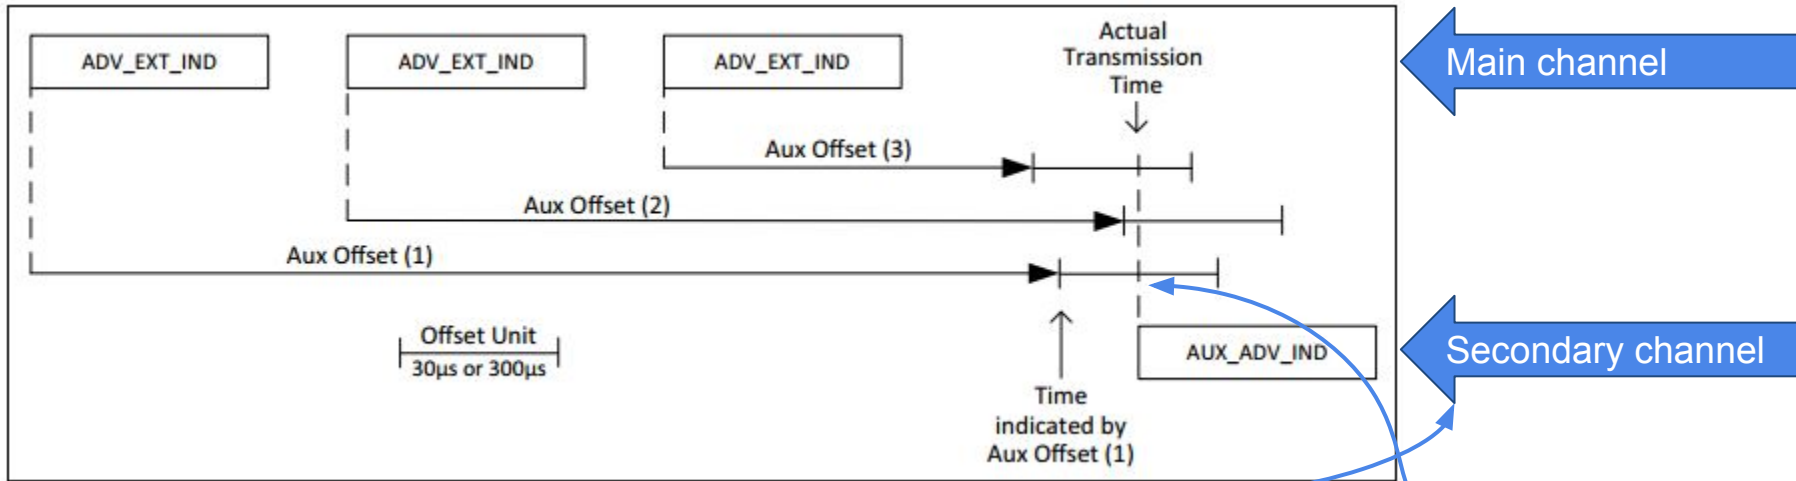 ADV_EXT_IND
ADV_EXT_IND
ADV_EXT_IND
Actual
Transmission
Time
Main channel
Aux Offset (3)
Aux Offset (2)
Aux Offset (1)
Offset Unit
30µs or 300µs
AUX_ADV_IND
Secondary channel
Time
indicated by
Aux Offset (1)